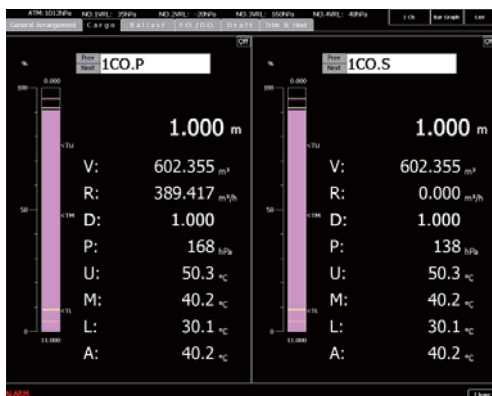 ATM: 1012hPa NO.1VRL: 35hPa NO.2VRL: -20hPa NO.3VRL: 160hPa NO.4VRL: 40hPa 1 Ch Bar Graph List
General Arrangement Cargo Ballast F.O./D.O. Draft Trim & Heel
Off Off
% Prev Next 1CO.P % Prev Next 1CO.S
0.000 0.000
100 100
1.000 m 1.000 m
<TU <TU
V: 602.355 m³ V: 602.355 m³
R: 389.417 m³/h R: 0.000 m³/h
50 <TM D: 1.000 50 <TM D: 1.000
P: 168 hPa P: 138 hPa
U: 50.3 °C U: 50.3 °C
M: 40.2 °C M: 40.2 °C
<TL L: 30.1 °C <TL L: 30.1 °C
0 0
11.000 11.000
A: 40.2 °C A: 40.2 °C
ALARM